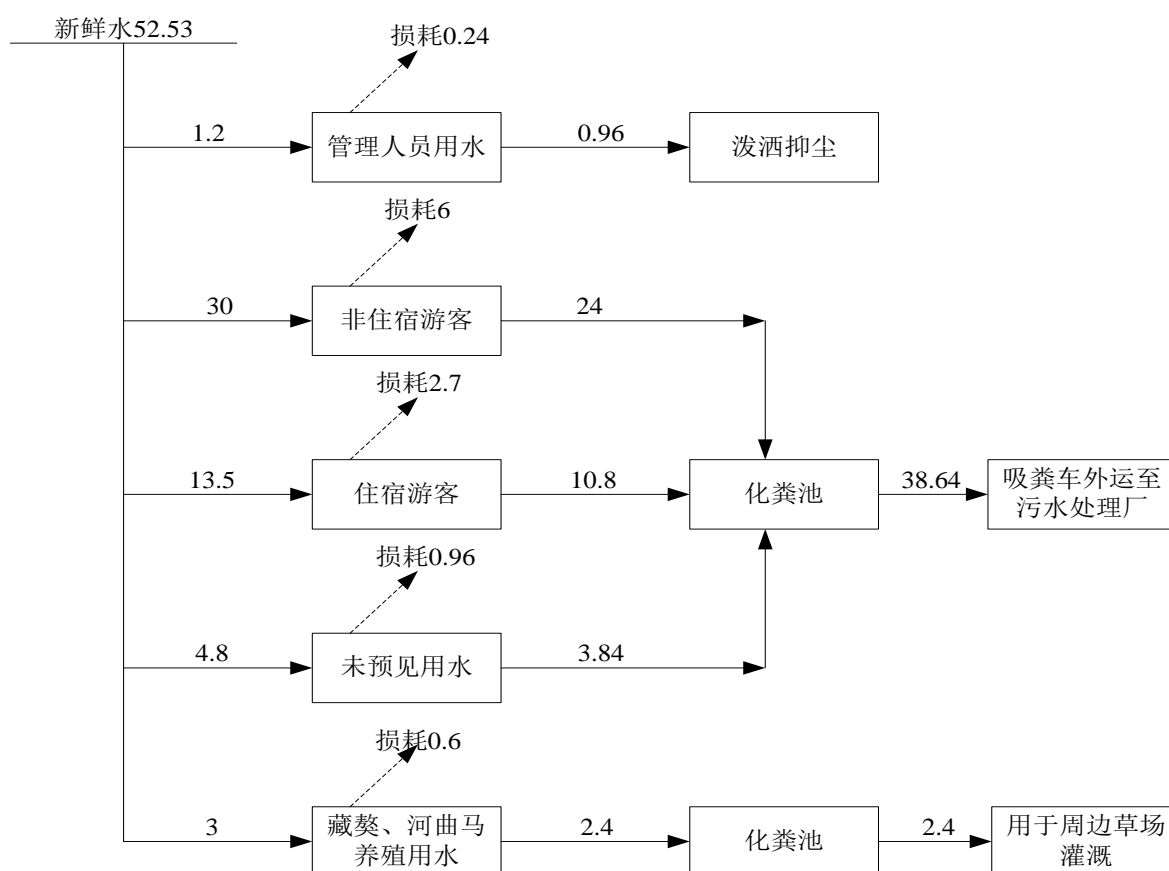 新鲜水52.53
损耗0.24
1.2
管理人员用水
0.96
泼洒抑尘
损耗6
30
非住宿游客
24
损耗2.7
13.5
住宿游客
10.8
化粪池
38.64
吸粪车外运至
污水处理厂
损耗0.96
4.8
未预见用水
3.84
损耗0.6
3
藏獒、河曲马
养殖用水
2.4
化粪池
2.4
用于周边草场
灌溉